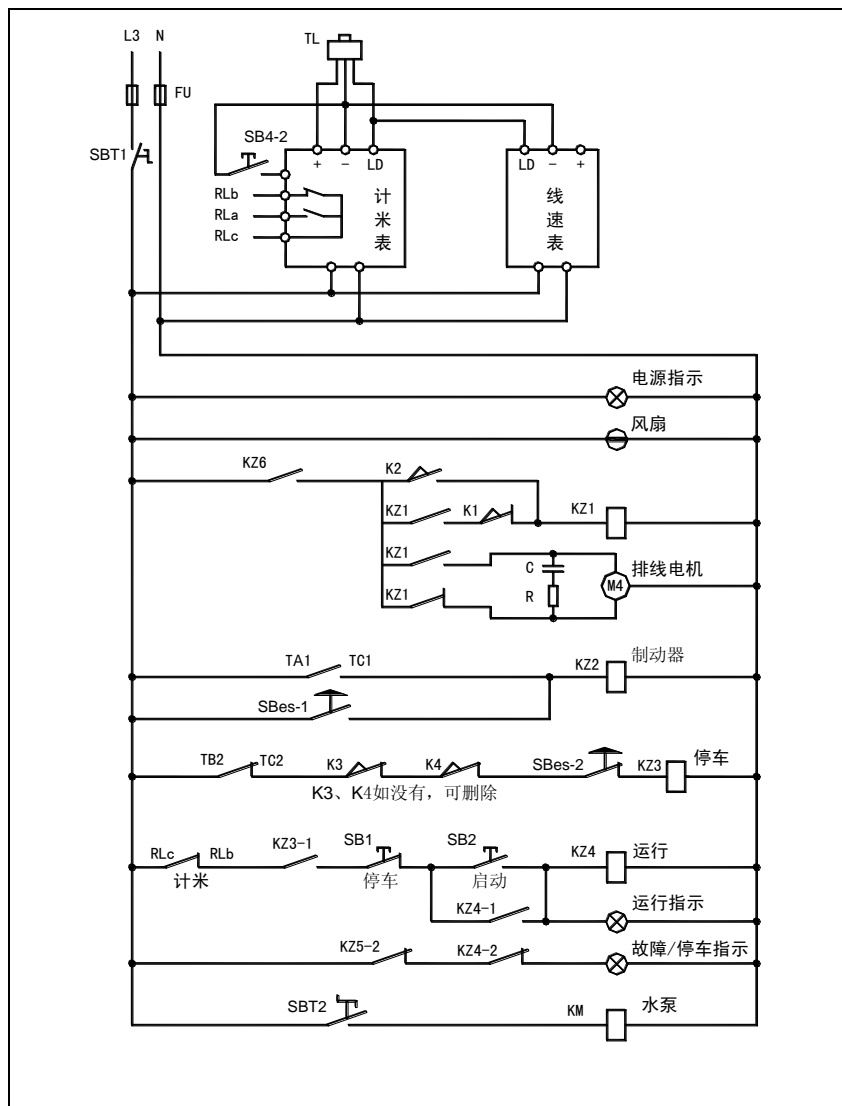 L3 N
TL
FU
SB4-2
SBT1
+ - LD
LD - +
RLb
RLa
RLc
计米表
线速表
电源指示
风扇
KZ6
K2
KZ1 K1 KZ1
KZ1
C
M4
排线电机
KZ1
R
TA1 TC1
KZ2
制动器
SBes-1
TB2 TC2
K3
K4
SBes-2
KZ3
停车
K3、K4如没有，可删除
RLc RLb
KZ3-1
SB1
SB2
KZ4
运行
计米
停车
启动
KZ4-1
运行指示
KZ5-2
KZ4-2
故障/停车指示
SBT2
KM
水泵